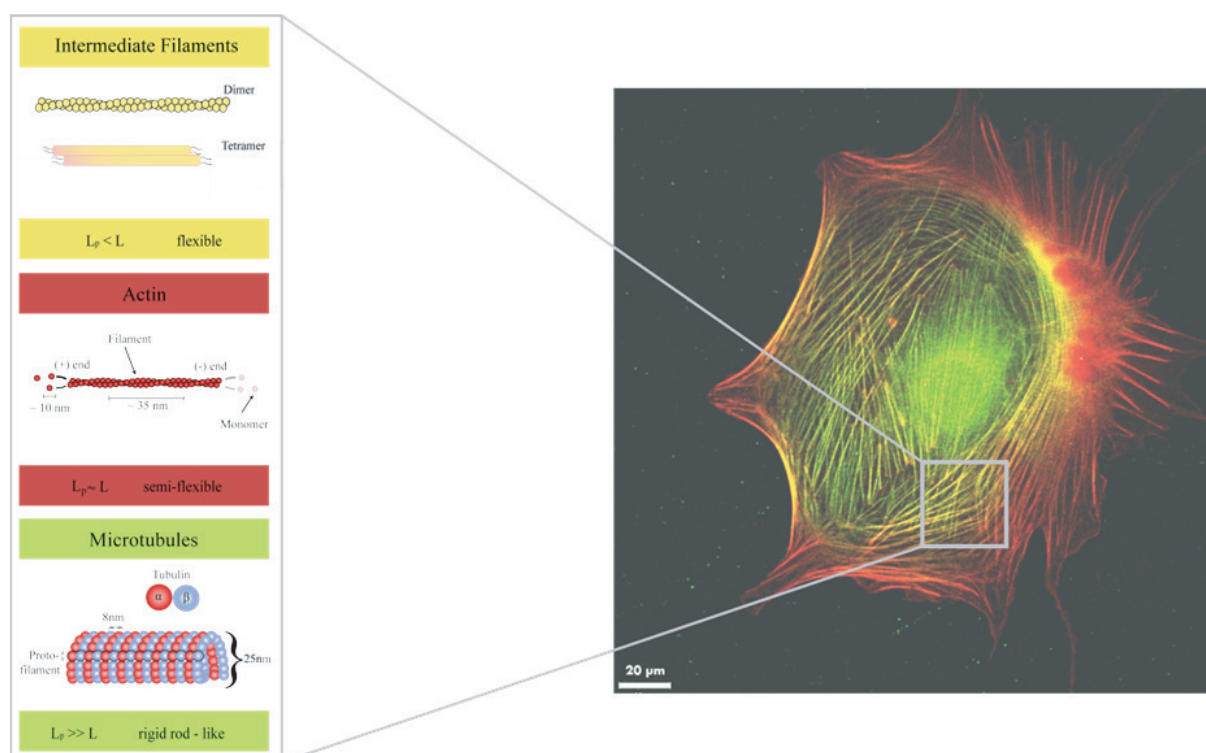 Intermediate Filaments
Dimer
Tetramer
Lₚ < L flexible
Actin
Filament
(+) end
(-) end
~ 10 nm
~ 35 nm
Monomer
Lₚ~ L semi-flexible
Microtubules
Tubulin
α β
8nm
Proto-
filament
25nm
Lₚ >> L rigid rod - like
20 µm